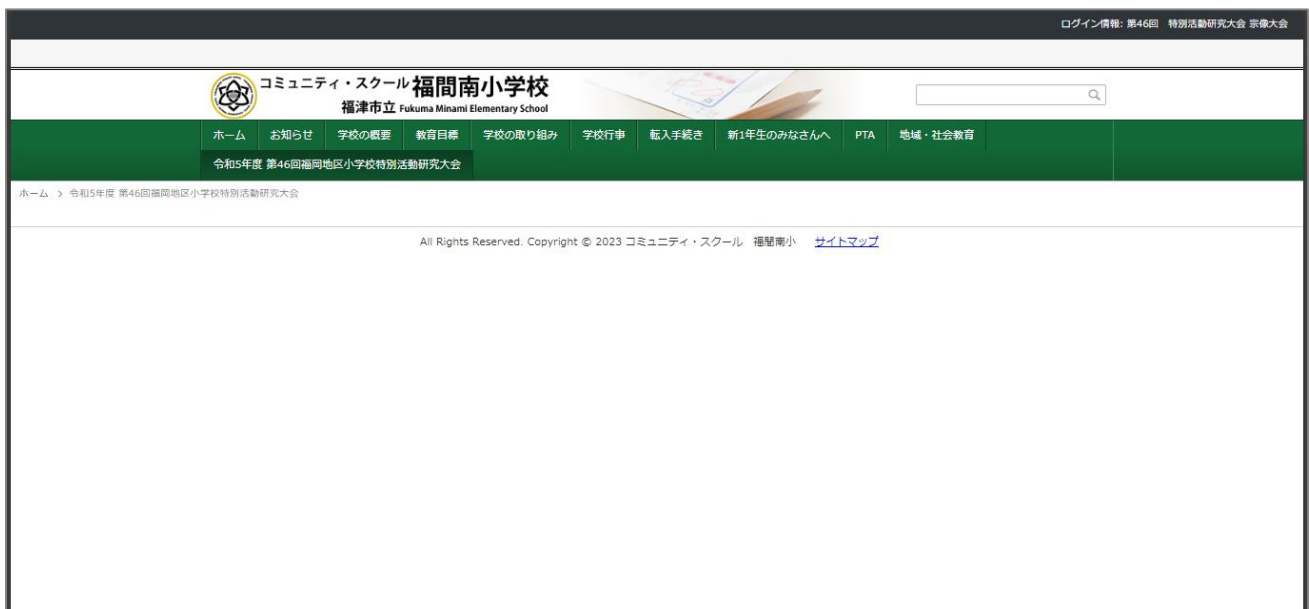 ログイン情報: 第46回　特別活動研究大会 宗像大会
コミュニティ・スクール 福間南小学校
福津市立 Fukuma Minami Elementary School
ホーム お知らせ 学校の概要 教育目標 学校の取り組み 学校行事 転入手続き 新1年生のみなさんへ PTA 地域・社会教育
令和5年度 第46回福岡地区小学校特別活動研究大会
ホーム > 令和5年度 第46回福岡地区小学校特別活動研究大会
All Rights Reserved. Copyright © 2023 コミュニティ・スクール　福間南小 サイトマップ